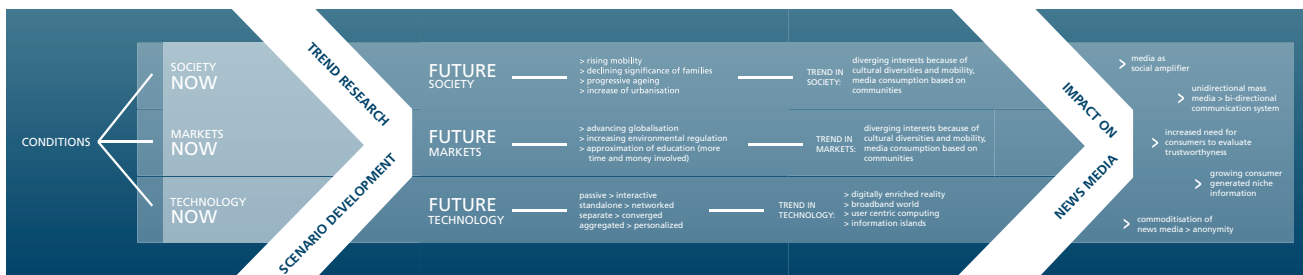 CONDITIONS
SOCIETY
NOW
MARKETS
NOW
TECHNOLOGY
NOW
TREND RESEARCH
SCENARIO DEVELOPMENT
FUTURE
SOCIETY
> rising mobility
> declining significance of families
> progressive ageing
> increase of urbanisation
TREND IN
SOCIETY:
diverging interests because of
cultural diversities and mobility,
media consumption based on
communities
FUTURE
MARKETS
> advancing globalisation
> increasing environmental regulation
> approximation of education (more
time and money involved)
TREND IN
MARKETS:
diverging interests because of
cultural diversities and mobility,
media consumption based on
communities
FUTURE
TECHNOLOGY
passive > interactive
standalone > networked
separate > converged
aggregated > personalized
TREND IN
TECHNOLOGY:
> digitally enriched reality
> broadband world
> user centric computing
> information islands
IMPACT ON
NEWS MEDIA
> media as
social amplifier
> unidirectional mass
media > bi-directional
communication system
> increased need for
consumers to evaluate
trustworthyness
> growing consumer
generated niche
information
> commoditisation of
news media > anonymity